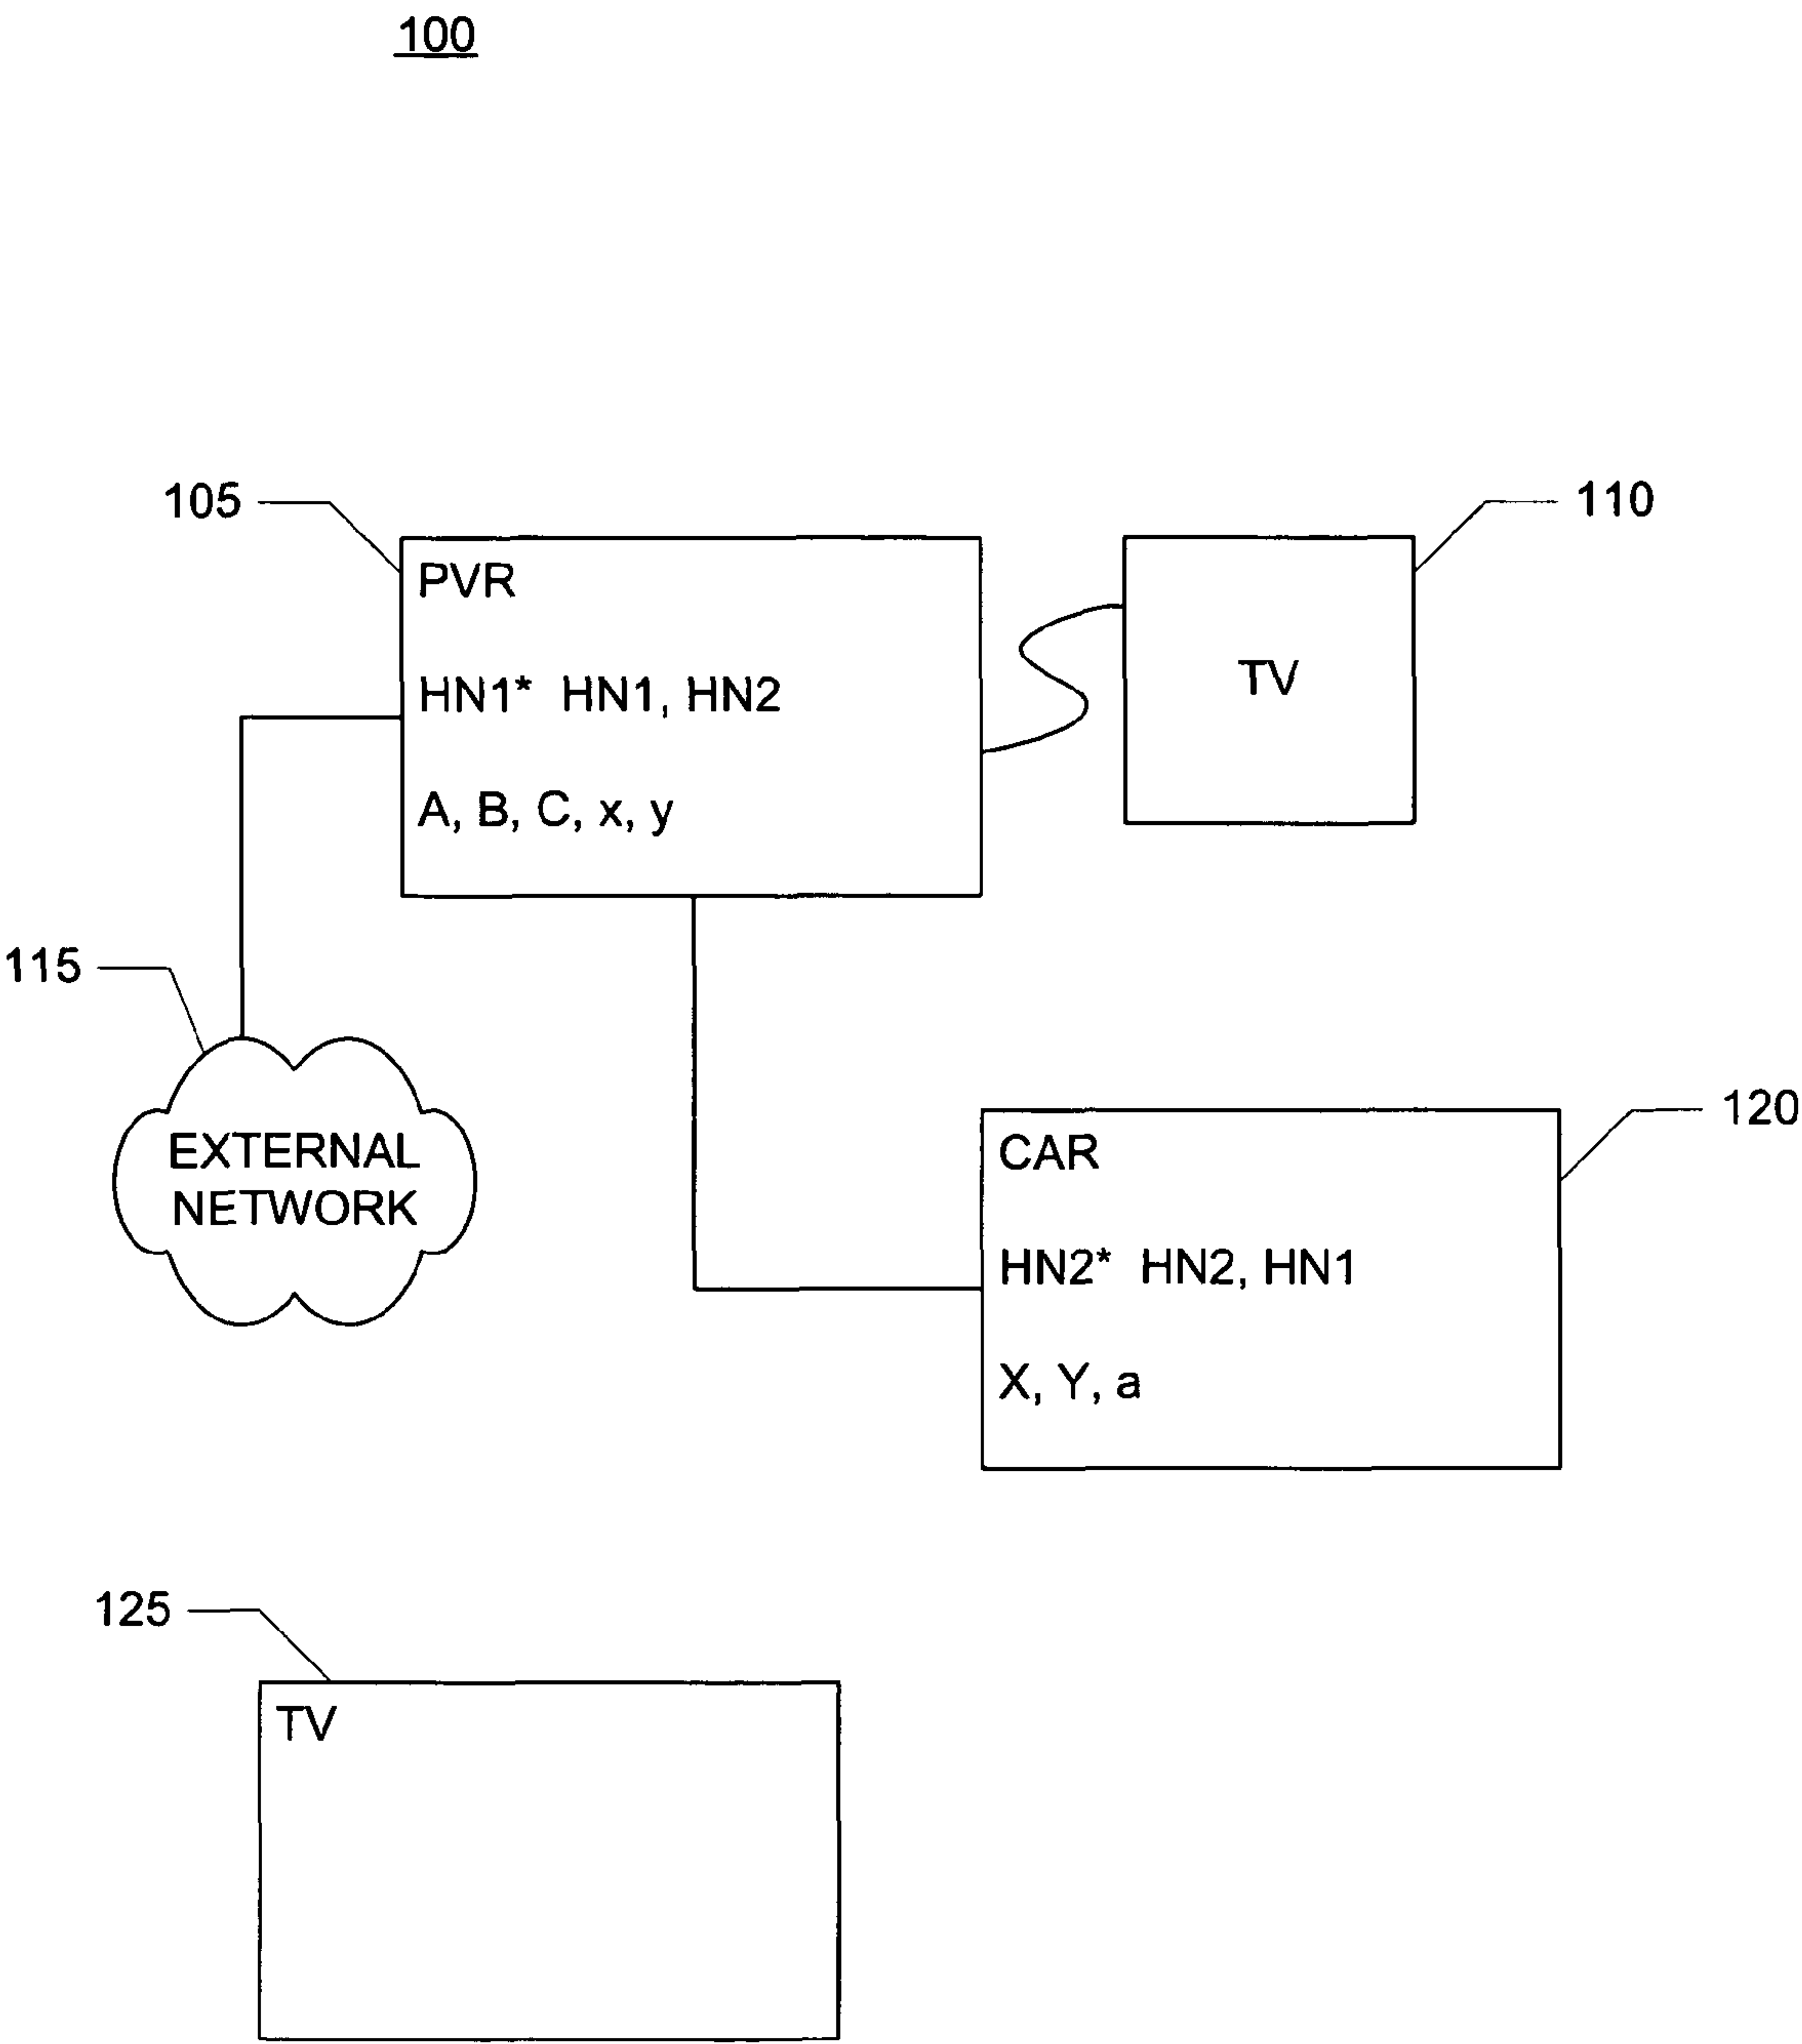 100
105
110
PVR
TV
HN1* HN1, HN2
A, B, C, x, y
115
EXTERNAL
NETWORK
120
CAR
HN2* HN2, HN1
X, Y, a
125
TV